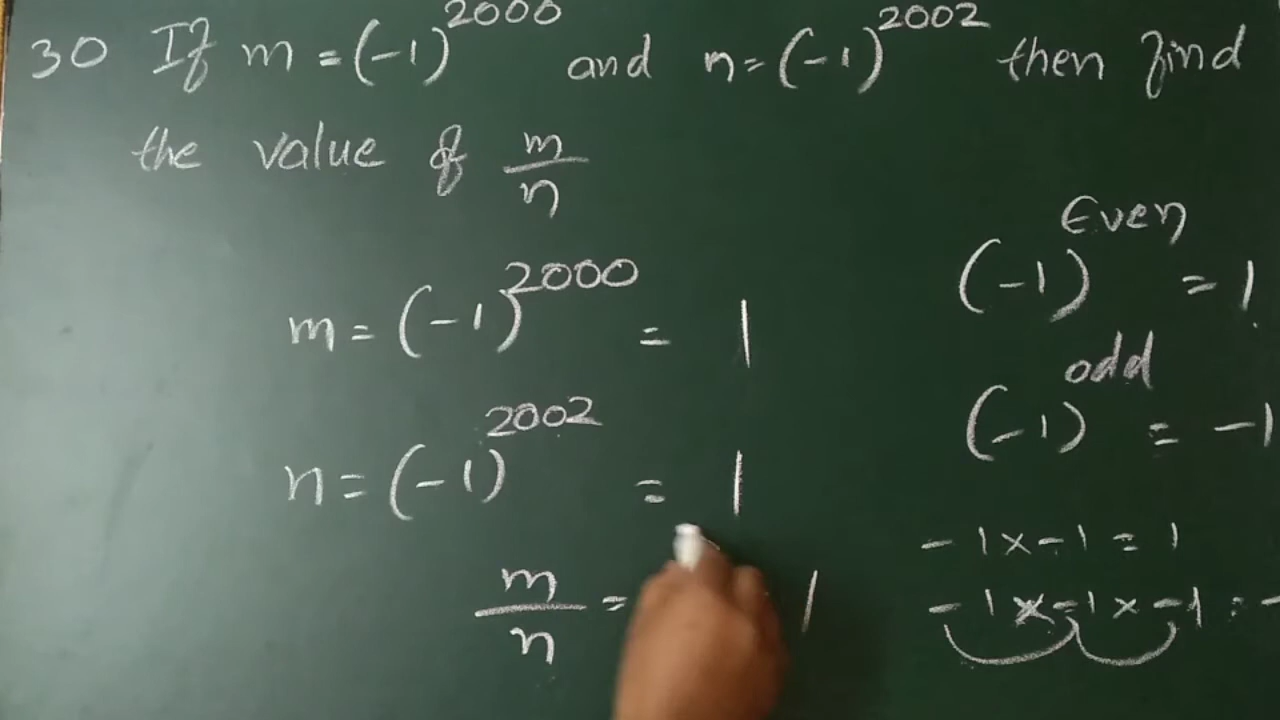 30 If m = (-1)^2000 and n = (-1)^2002 then find
the value of m/n
m = (-1)^2000 = 1
n = (-1)^2002 = 1
m/n = 1
(-1)^Even = 1
(-1)^odd = -1
-1 x -1 = 1
-1 x -1 x -1 = -